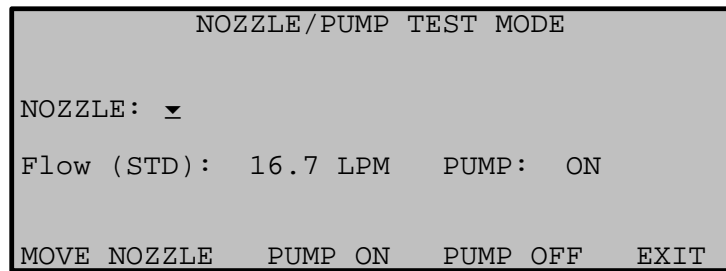 NOZZLE/PUMP TEST MODE
NOZZLE: ▼
Flow (STD): 16.7 LPM PUMP: ON
MOVE NOZZLE PUMP ON PUMP OFF EXIT